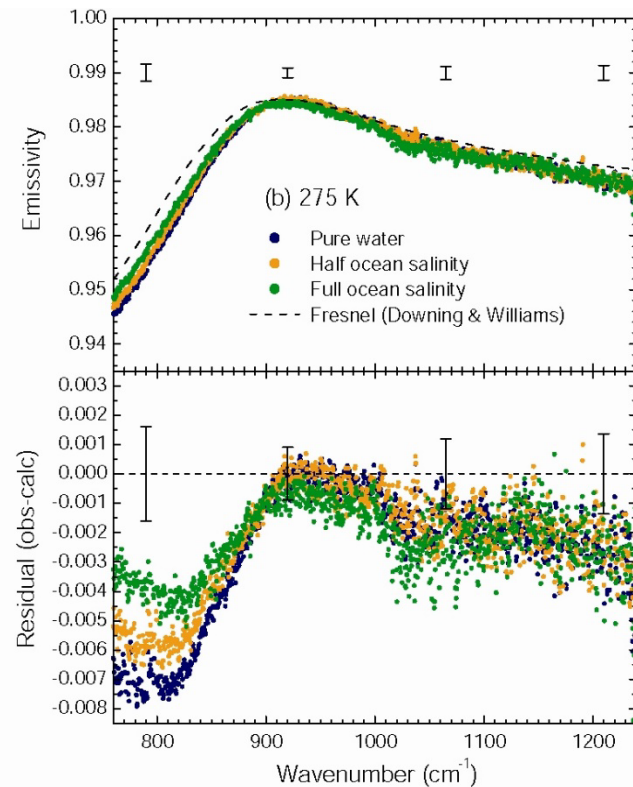 1.00
0.99
0.98
0.97
0.96
0.95
0.94
Emissivity
(b) 275 K
Pure water
Half ocean salinity
Full ocean salinity
Fresnel (Downing & Williams)
0.003
0.002
0.001
0.000
-0.001
-0.002
-0.003
-0.004
-0.005
-0.006
-0.007
-0.008
Residual (obs-calc)
800 900 1000 1100 1200
Wavenumber (cm⁻¹)